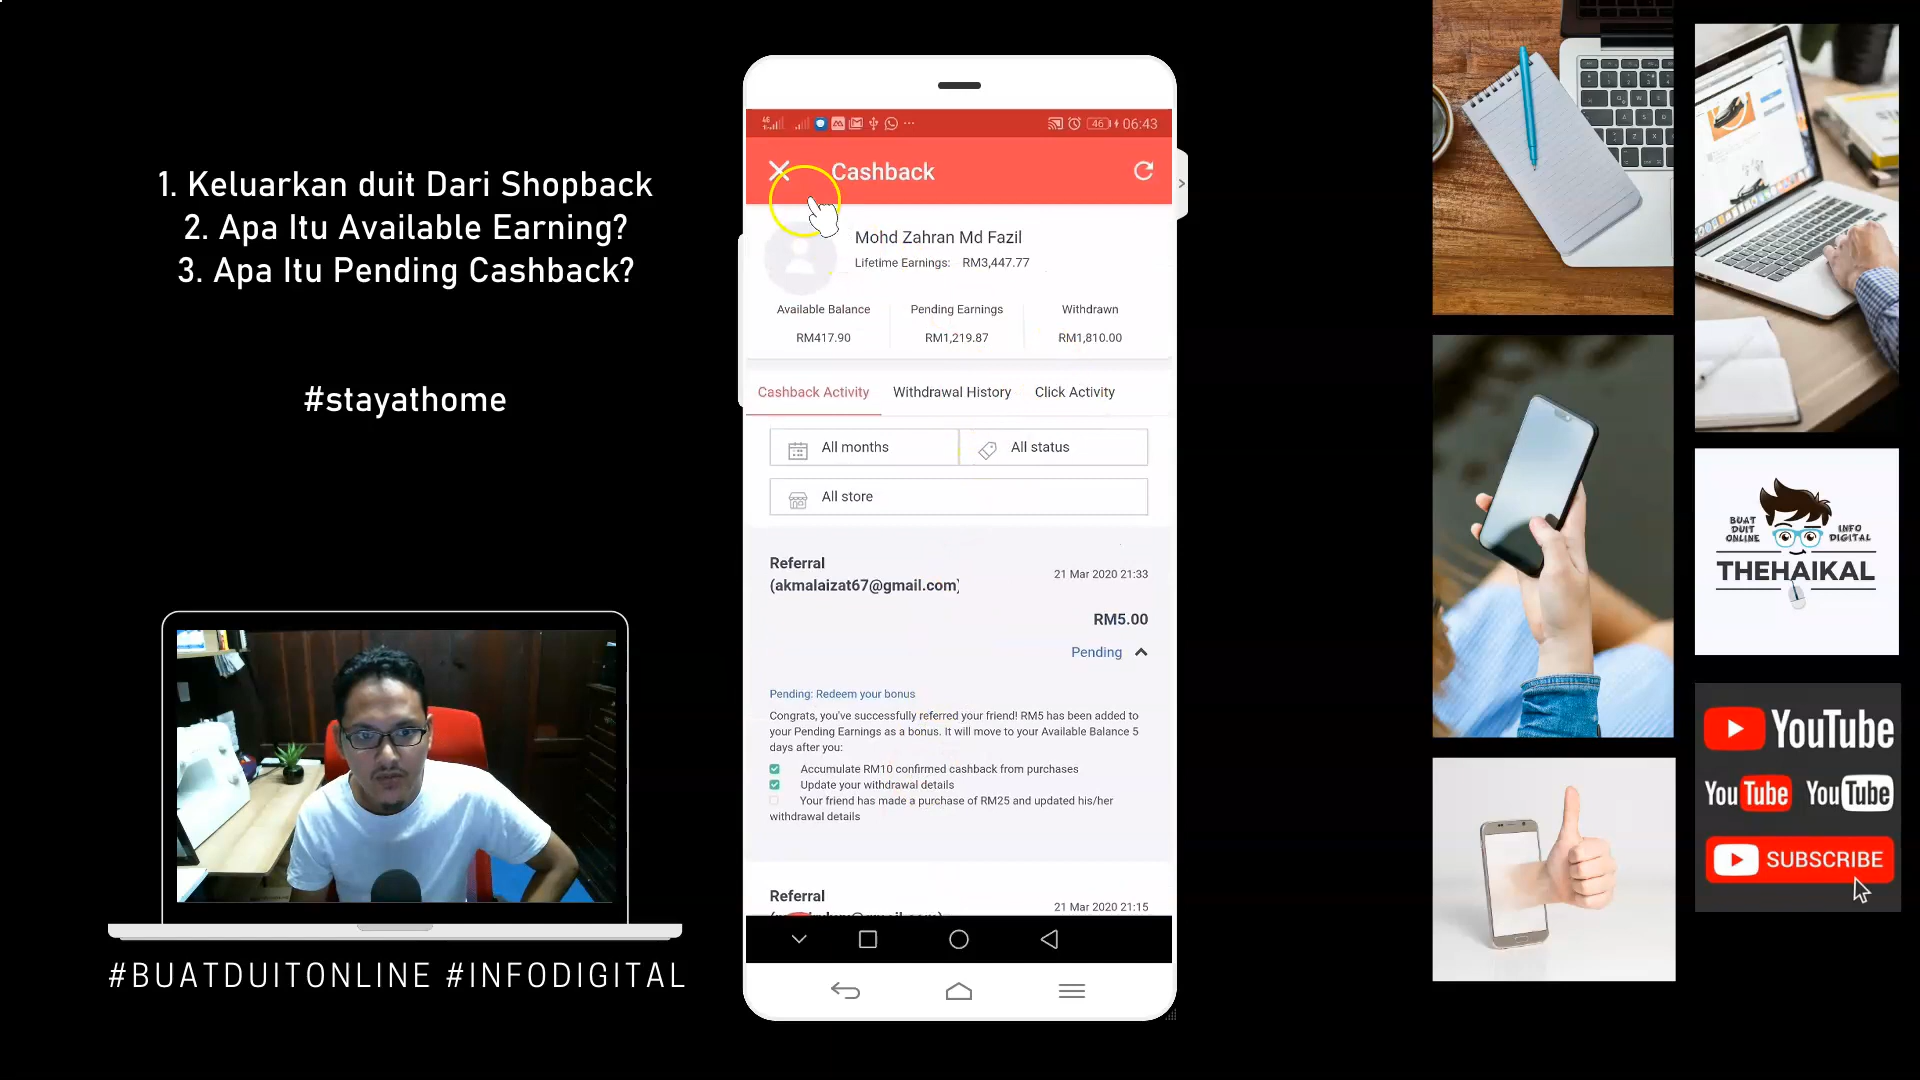 1. Keluarkan duit Dari Shopback
2. Apa Itu Available Earning?
3. Apa Itu Pending Cashback?
#stayathome
#BUATDUITONLINE #INFODIGITAL
46 06:43
Cashback
Mohd Zahran Md Fazil
Lifetime Earnings: RM3,447.77
Available Balance Pending Earnings Withdrawn
RM417.90 RM1,219.87 RM1,810.00
Cashback Activity Withdrawal History Click Activity
All months All status
All store
Referral
(akmalaizat67@gmail.com)
21 Mar 2020 21:33
RM5.00
Pending
Pending: Redeem your bonus
Congrats, you've successfully referred your friend! RM5 has been added to
your Pending Earnings as a bonus. It will move to your Available Balance 5
days after you:
Accumulate RM10 confirmed cashback from purchases
Update your withdrawal details
Your friend has made a purchase of RM25 and updated his/her
withdrawal details
Referral
21 Mar 2020 21:15
BUAT
DUIT
ONLINE
INFO
DIGITAL
THEHAIKAL
YouTube
YouTube YouTube
SUBSCRIBE